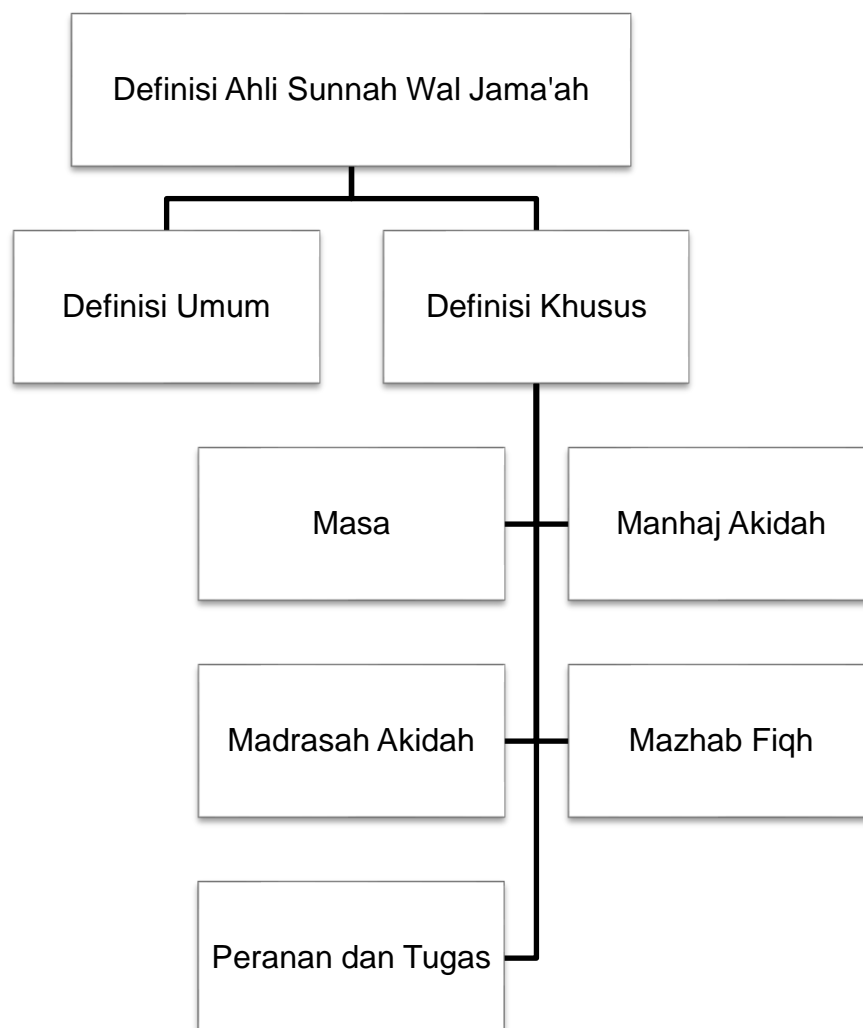 Definisi Ahli Sunnah Wal Jama'ah
Definisi Umum
Definisi Khusus
Masa
Manhaj Akidah
Madrasah Akidah
Mazhab Fiqh
Peranan dan Tugas